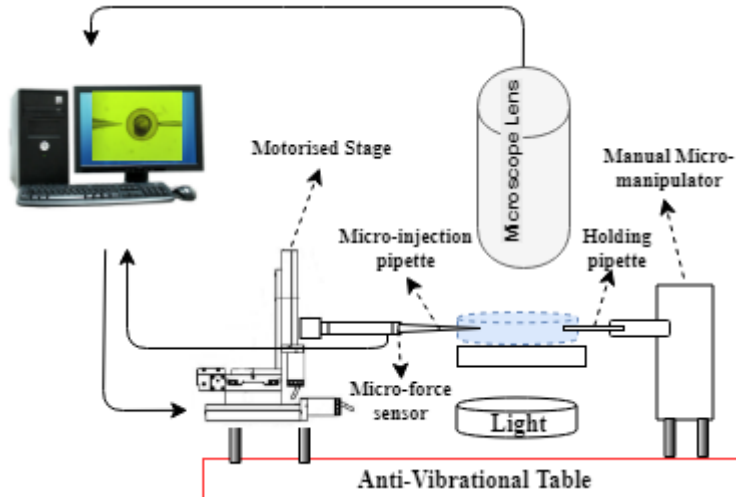 Microscope Lens
Motorised Stage
Manual Micro-
manipulator
Micro-injection
pipette
Holding
pipette
Micro-force
sensor
Light
Anti-Vibrational Table